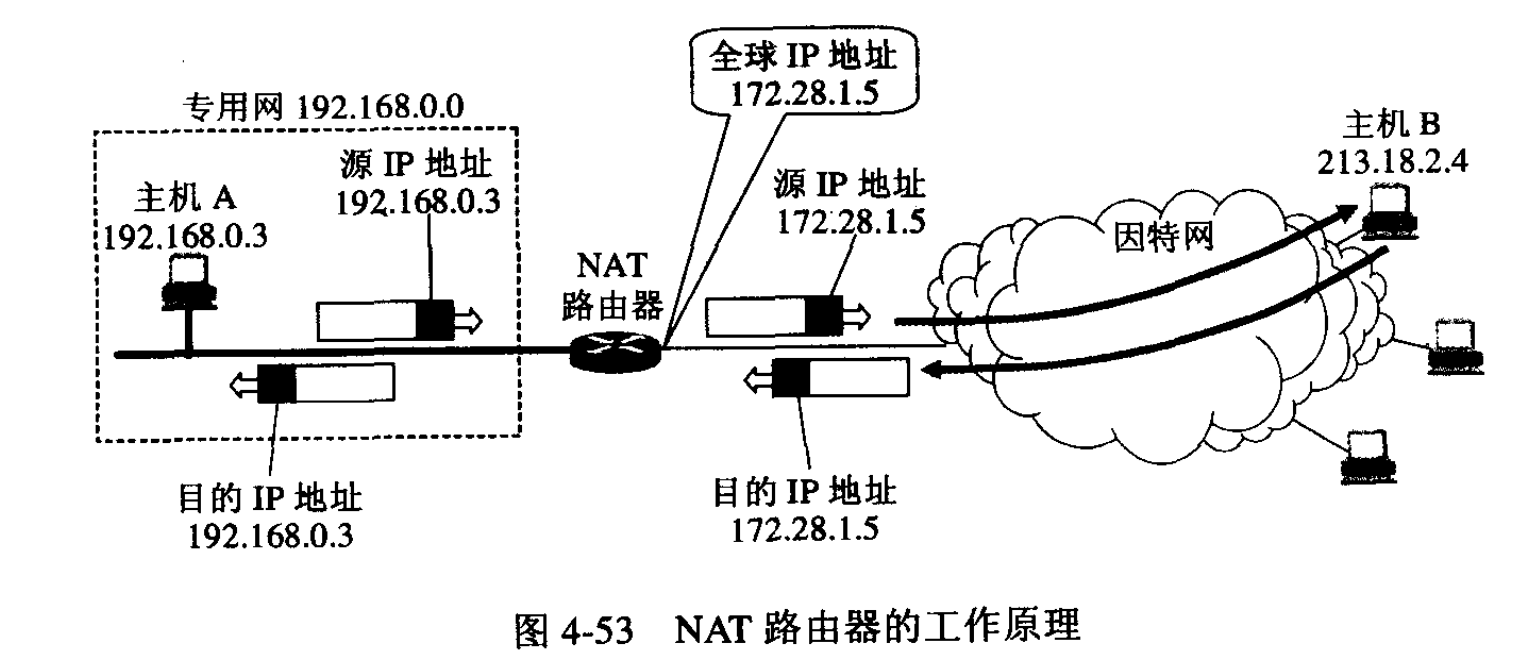 全球 IP 地址
172.28.1.5
专用网 192.168.0.0
源 IP 地址
192.168.0.3
主机 A
192.168.0.3
NAT
路由器
源 IP 地址
172.28.1.5
因特网
主机 B
213.18.2.4
目的 IP 地址
192.168.0.3
目的 IP 地址
172.28.1.5
图 4-53 NAT 路由器的工作原理